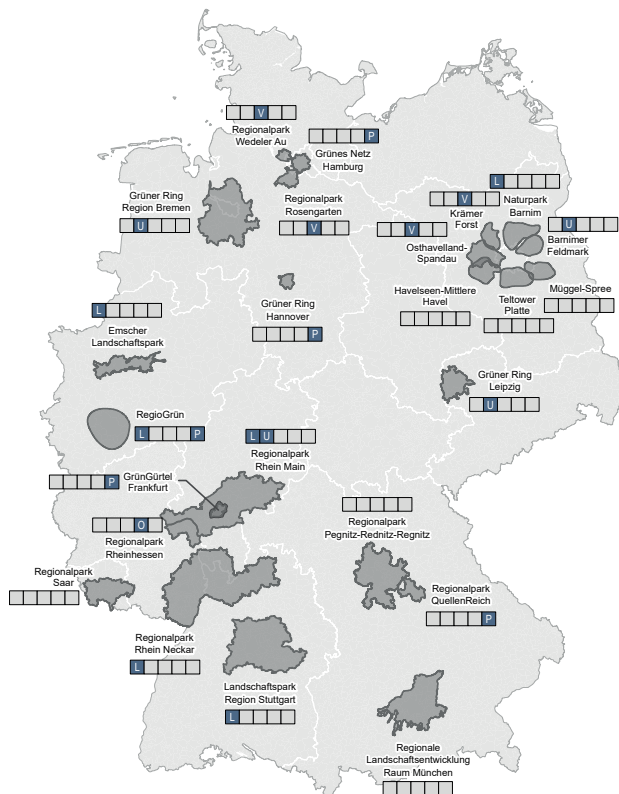 V
Regionalpark
Wedeler Au
P
Grünes Netz
Hamburg
L
Naturpark
Barnim
V
Krämer
Forst
Grüner Ring
Region Bremen
U
Regionalpark
Rosengarten
V
V
Osthavelland-
Spandau
U
Barnimer
Feldmark
Havelseen-Mittlere
Havel
Teltower
Platte
Müggel-Spree
L
Emscher
Landschaftspark
Grüner Ring
Hannover
P
Grüner Ring
Leipzig
U
RegioGrün
L P
L U
Regionalpark
Rhein Main
P
GrünGürtel
Frankfurt
O
Regionalpark
Rheinhessen
Regionalpark
Pegnitz-Rednitz-Regnitz
Regionalpark
Saar
Regionalpark
QuellenReich
P
Regionalpark
Rhein Neckar
L
Landschaftspark
Region Stuttgart
L
Regionale
Landschaftsentwicklung
Raum München